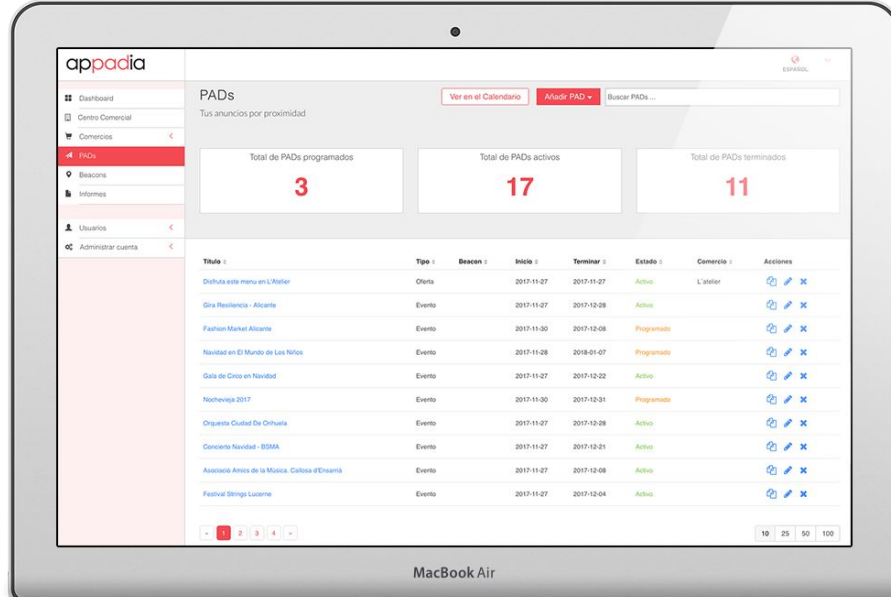 appadia
ESPAÑOL
Dashboard
Centro Comercial
Comercios
PADs
Beacons
Informes
Usuarios
Administrar cuenta
PADs
Tus anuncios por proximidad
Ver en el Calendario
Añadir PAD
Buscar PADs ...
Total de PADs programados
3
Total de PADs activos
17
Total de PADs terminados
11
Título Tipo Beacon Inicio Terminar Estado Comercio Acciones
Disfruta este menu en L'Atelier Oferta 2017-11-27 2017-11-27 Activo L´atelier
Gira Resiliencia - Alicante Evento 2017-11-27 2017-12-28 Activo
Fashion Market Alicante Evento 2017-11-30 2017-12-08 Programado
Navidad en El Mundo de Los Niños Evento 2017-11-28 2018-01-07 Programado
Gala de Circo en Navidad Evento 2017-11-27 2017-12-22 Activo
Nochevieja 2017 Evento 2017-11-30 2017-12-31 Programado
Orquesta Ciudad De Orihuela Evento 2017-11-27 2017-12-28 Activo
Concierto Navidad - BSMA Evento 2017-11-27 2017-12-21 Activo
Asociació Amics de la Música. Callosa d'Ensarrià Evento 2017-11-27 2017-12-08 Activo
Festival Strings Lucerne Evento 2017-11-27 2017-12-04 Activo
« 1 2 3 4 »
10 25 50 100
MacBook Air